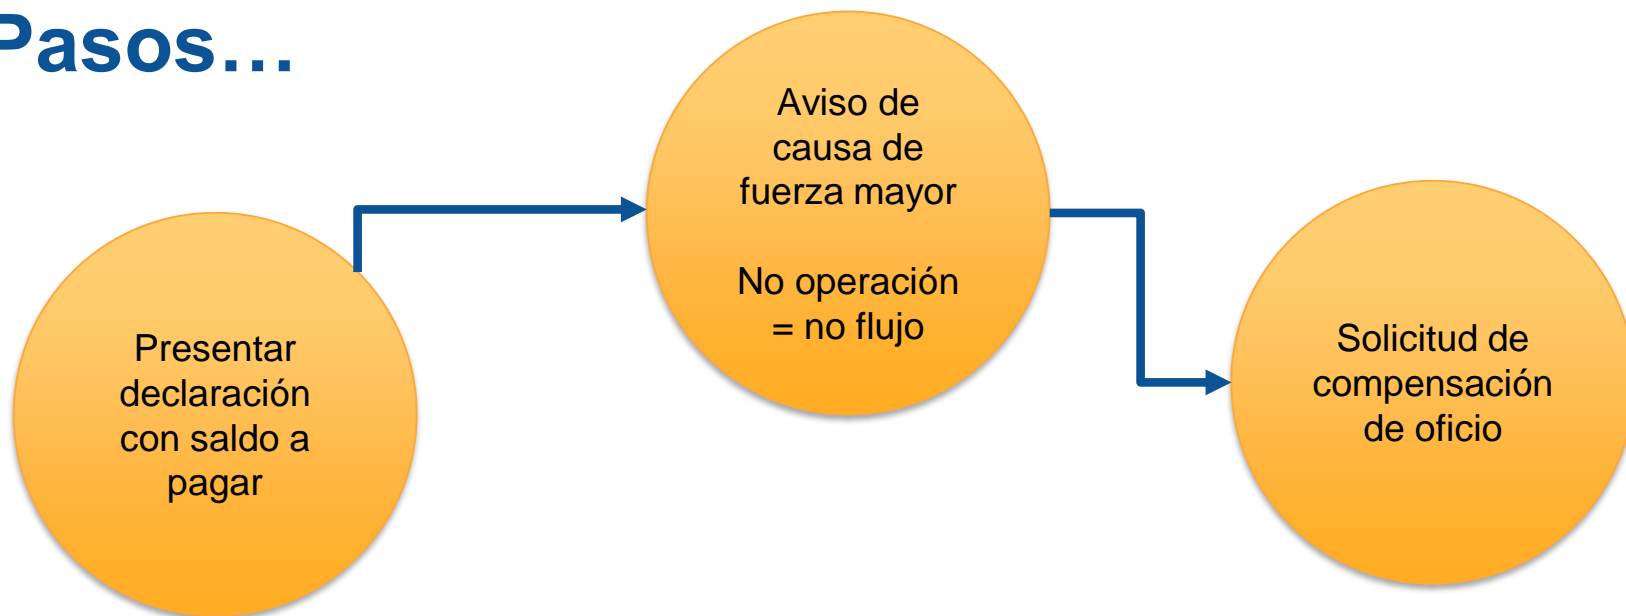 Pasos...
Presentar
declaración
con saldo a
pagar
Aviso de
causa de
fuerza mayor
No operación
= no flujo
Solicitud de
compensación
de oficio